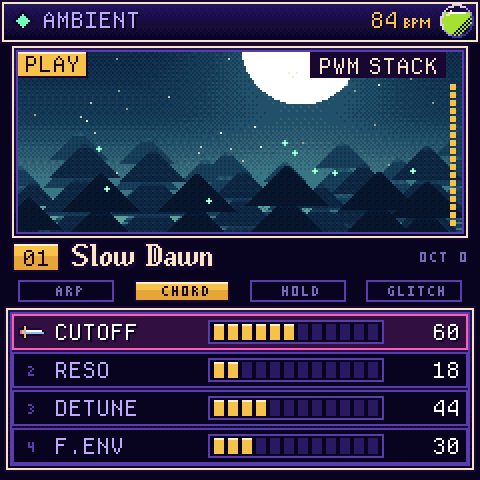 AMBIENT 84 BPM
PLAY PWM STACK
01 Slow Dawn OCT 0
ARP CHORD HOLD GLITCH
CUTOFF 60
2 RESO 18
3 DETUNE 44
4 F.ENV 30